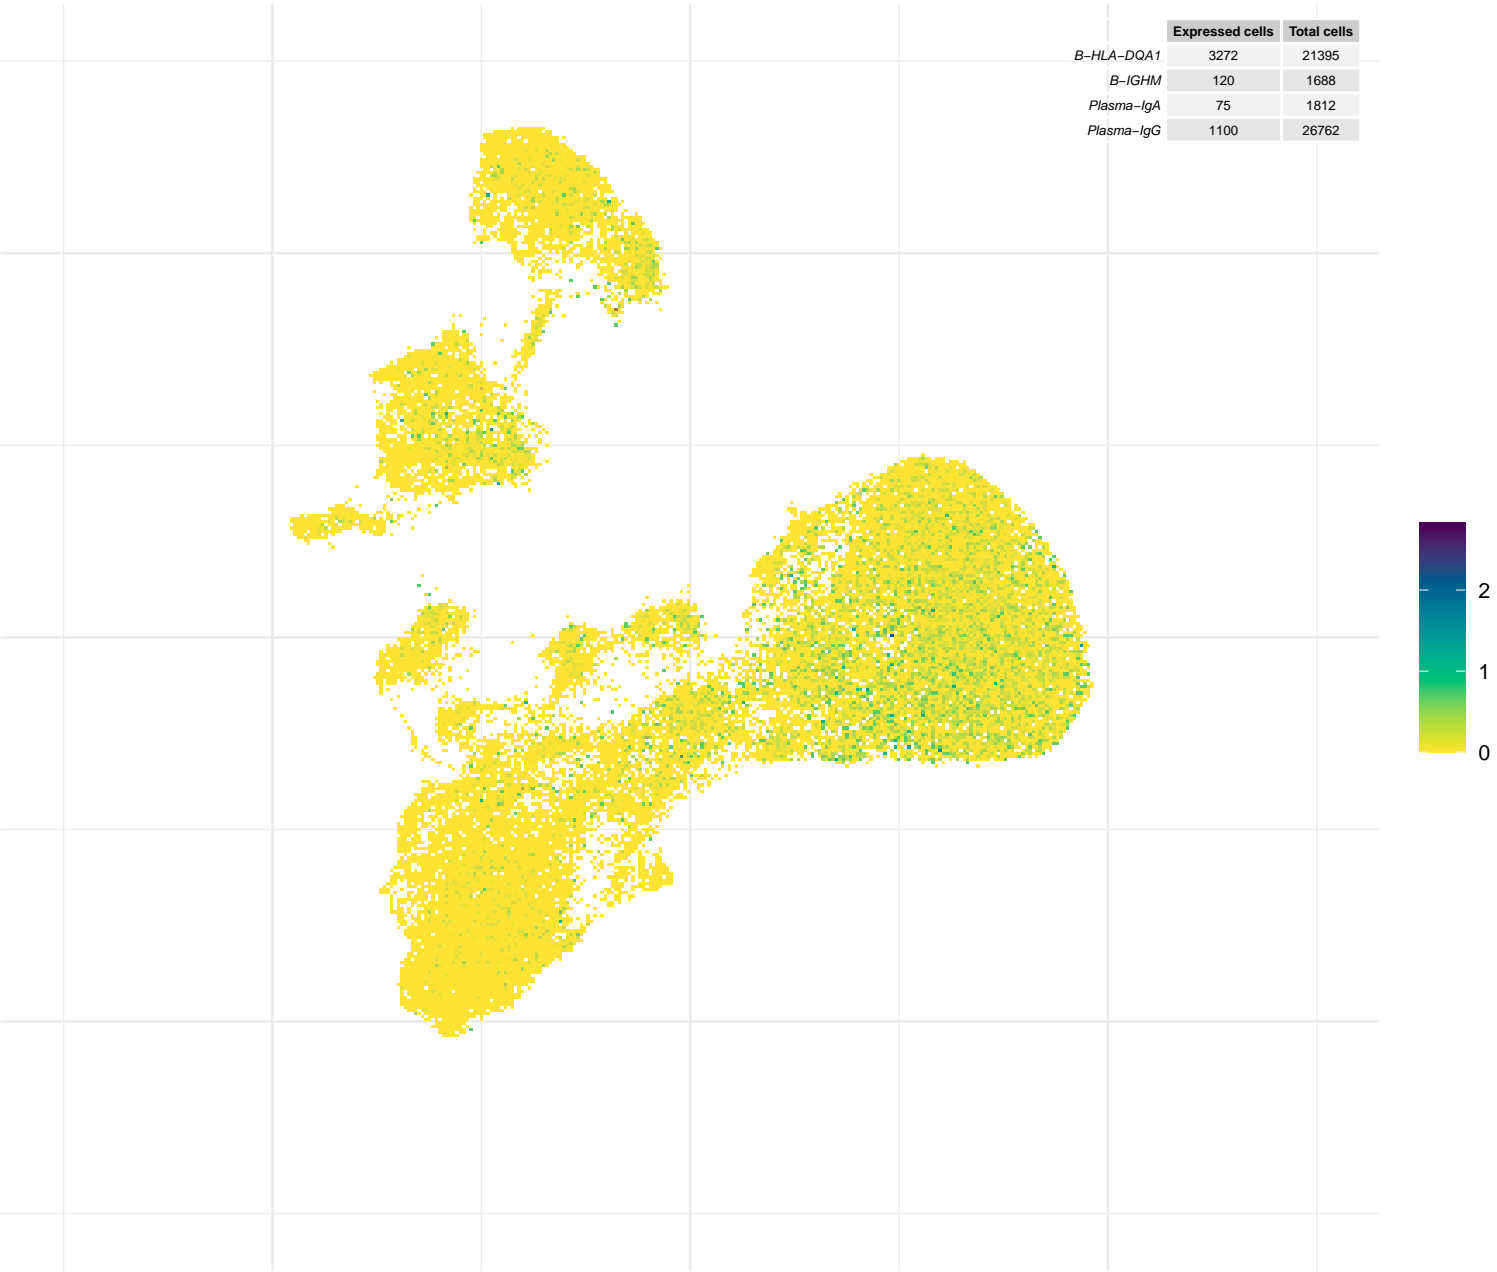 Expressed cells Total cells
B−HLA−DQA1 3272 21395
B−IGHM 120 1688
Plasma−IgA 75 1812
Plasma−IgG 1100 26762
2
1
0